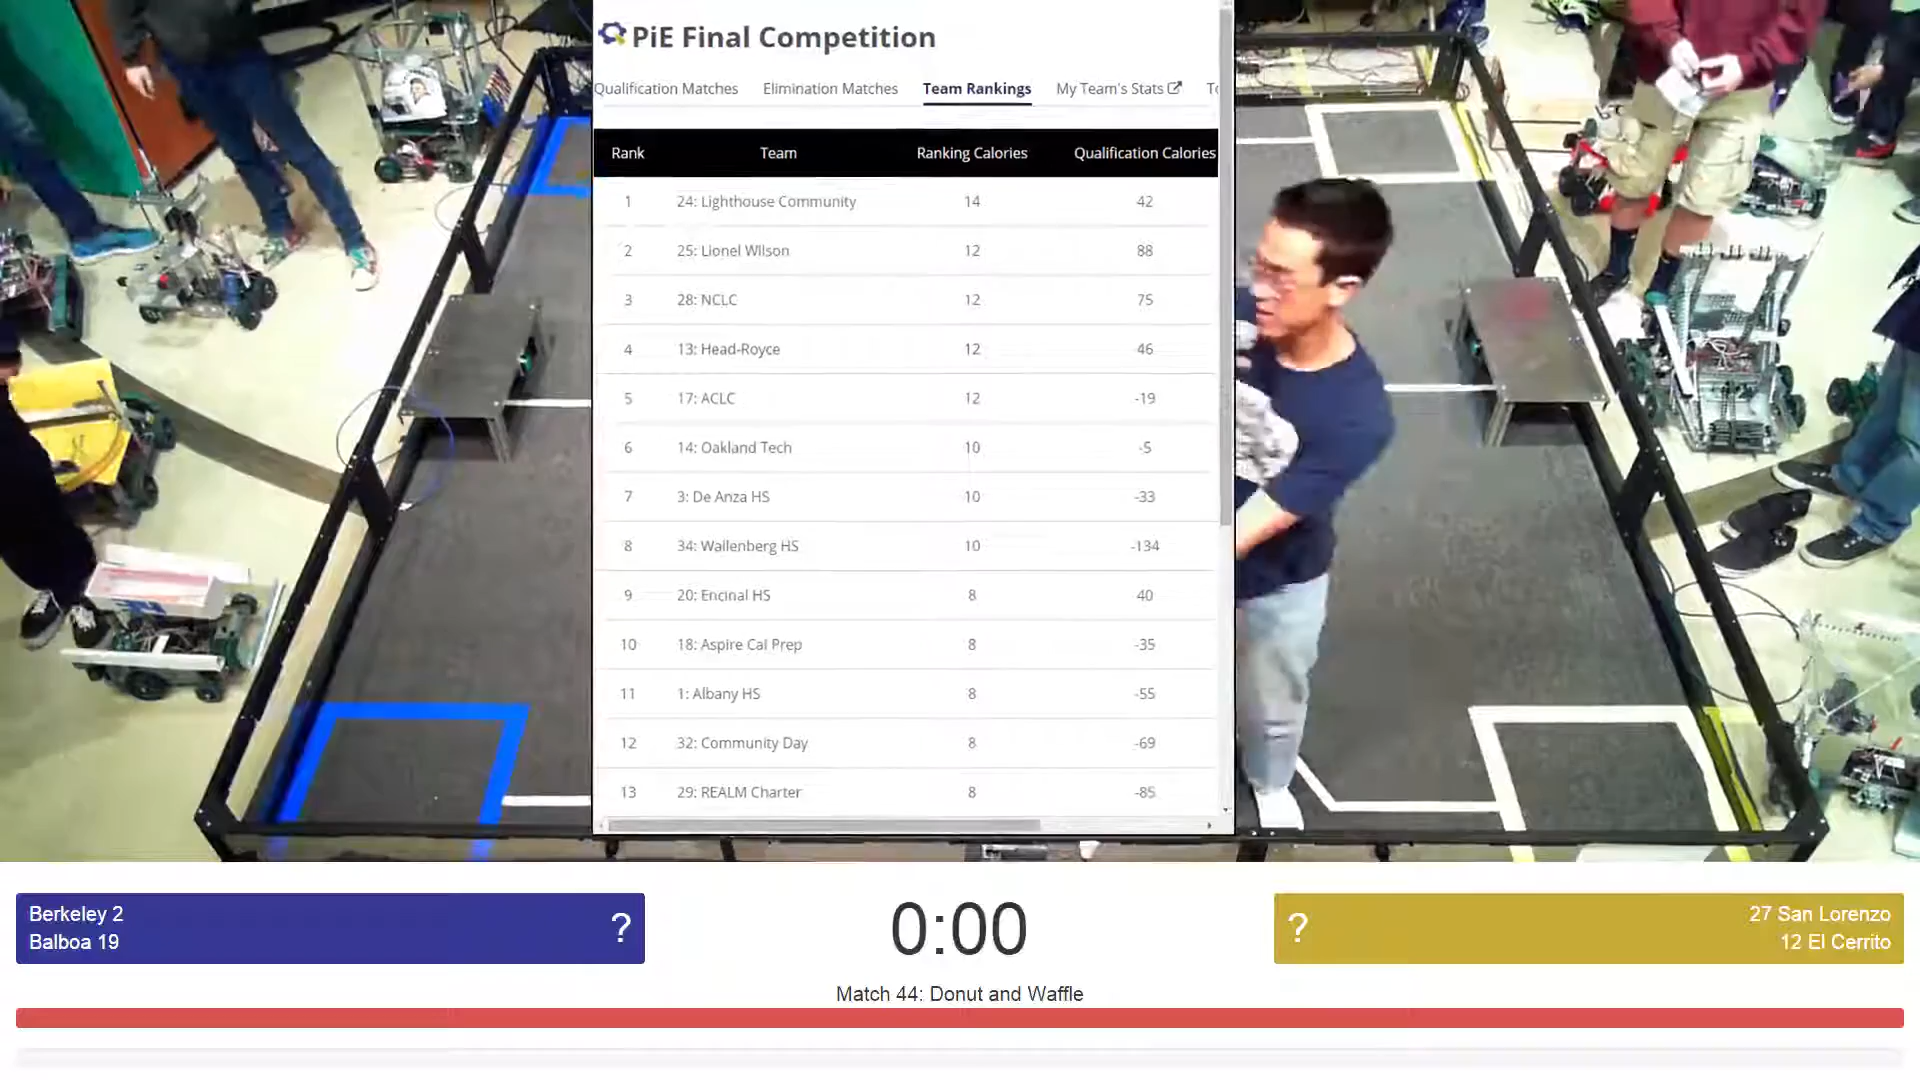 PiE Final Competition
Qualification Matches Elimination Matches Team Rankings My Team's Stats To
Rank Team Ranking Calories Qualification Calories
1 24: Lighthouse Community 14 42
2 25: Lionel WIlson 12 88
3 28: NCLC 12 75
4 13: Head-Royce 12 46
5 17: ACLC 12 -19
6 14: Oakland Tech 10 -5
7 3: De Anza HS 10 -33
8 34: Wallenberg HS 10 -134
9 20: Encinal HS 8 40
10 18: Aspire Cal Prep 8 -35
11 1: Albany HS 8 -55
12 32: Community Day 8 -69
13 29: REALM Charter 8 -85
Berkeley 2
Balboa 19
?
0:00
?
27 San Lorenzo
12 El Cerrito
Match 44: Donut and Waffle